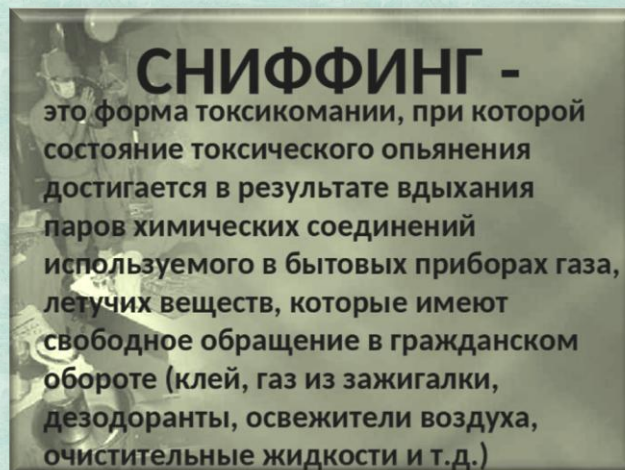 СНИФФИНГ -
это форма токсикомании, при которой
состояние токсического опьянения
достигается в результате вдыхания
паров химических соединений
используемого в бытовых приборах газа,
летучих веществ, которые имеют
свободное обращение в гражданском
обороте (клей, газ из зажигалки,
дезодоранты, освежители воздуха,
очистительные жидкости и т.д.)